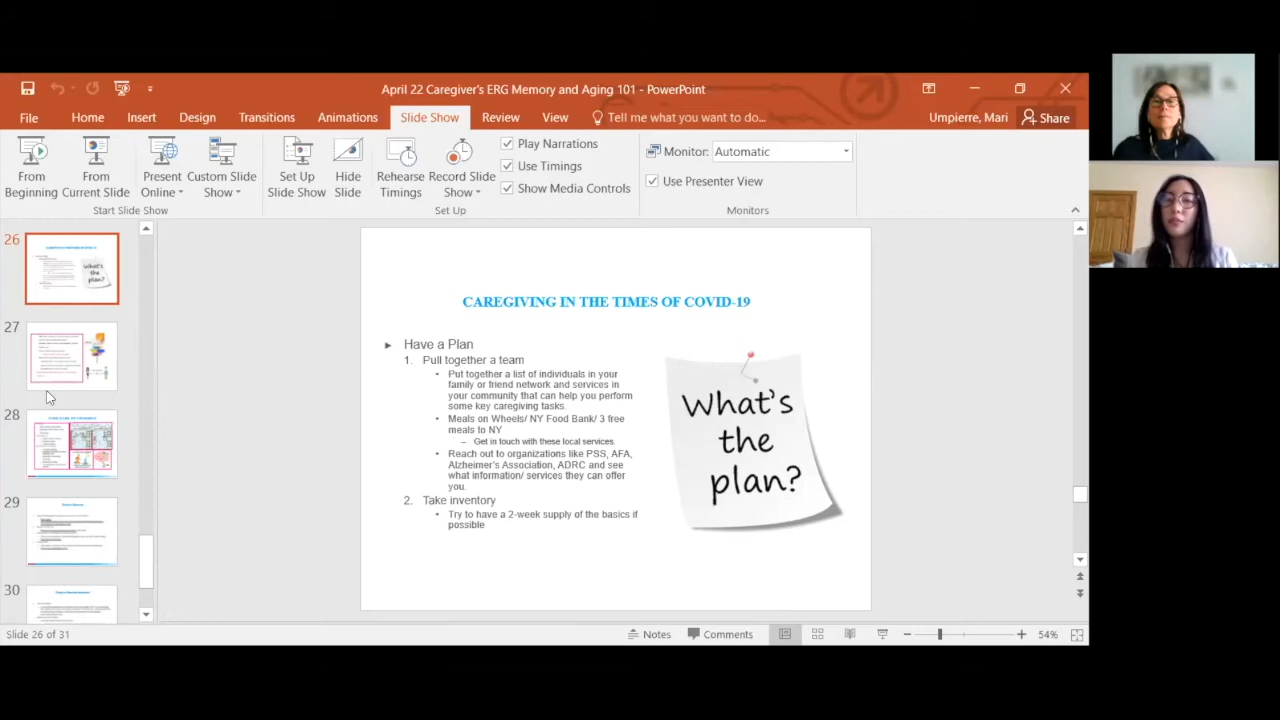 April 22 Caregiver's ERG Memory and Aging 101 - PowerPoint
File Home Insert Design Transitions Animations Slide Show Review View Tell me what you want to do... Umpierre, Mari Share
From Beginning
From Current Slide
Present Online
Custom Slide Show
Start Slide Show
Set Up Slide Show
Hide Slide
Rehearse Timings
Record Slide Show
Play Narrations
Use Timings
Show Media Controls
Set Up
Monitor: Automatic
Use Presenter View
Monitors
26
What's
the
plan?
27
28
29
30
CAREGIVING IN THE TIMES OF COVID-19
Have a Plan
1. Pull together a team
• Put together a list of individuals in your
family or friend network and services in
your community that can help you perform
some key caregiving tasks.
• Meals on Wheels/ NY Food Bank/ 3 free
meals to NY
– Get in touch with these local services.
• Reach out to organizations like PSS, AFA,
Alzheimer's Association, ADRC and see
what information/ services they can offer
you.
2. Take inventory
• Try to have a 2-week supply of the basics if
possible
What's
the
plan?
Slide 26 of 31
Notes Comments 54%